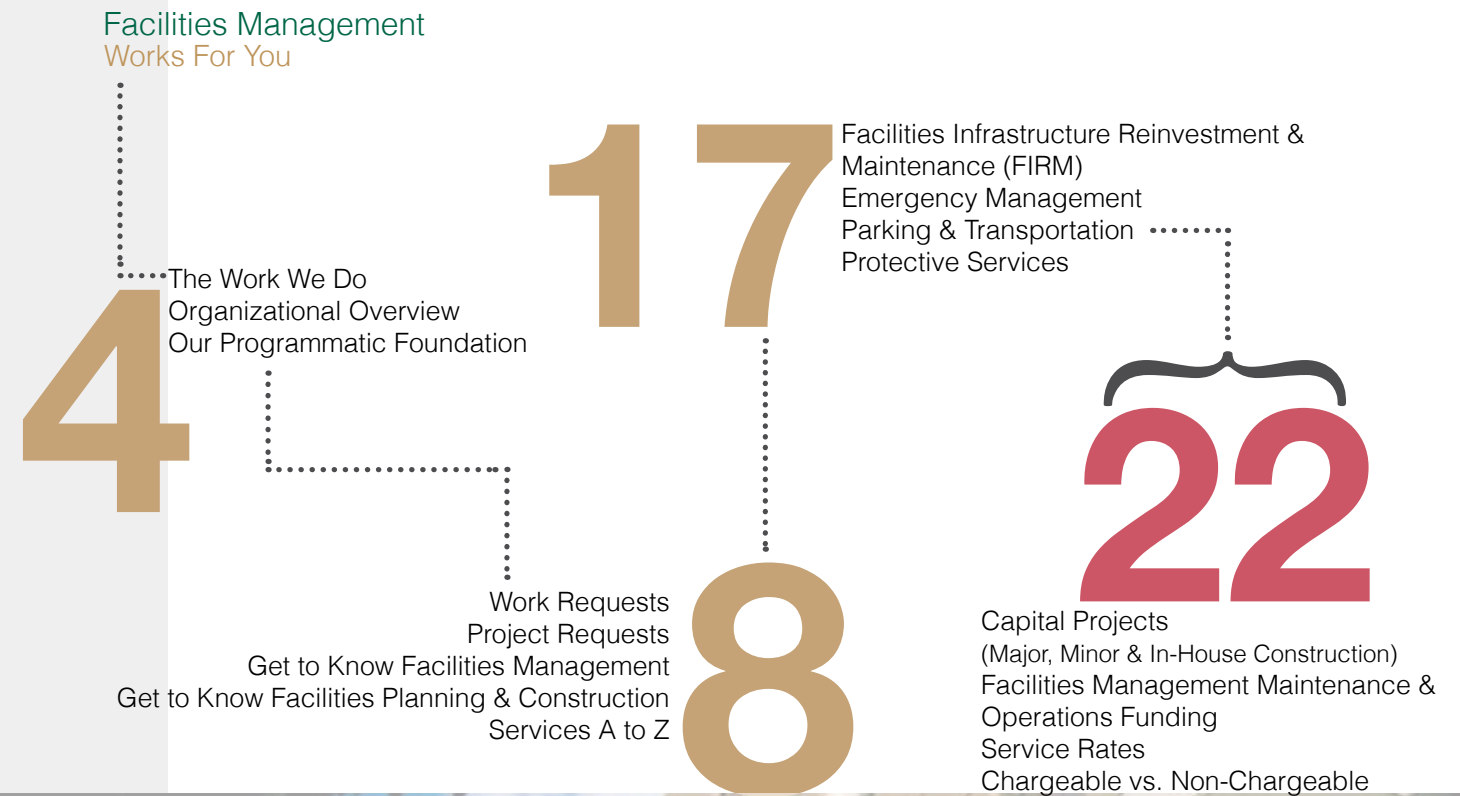 Facilities Management
Works For You
4
The Work We Do
Organizational Overview
Our Programmatic Foundation
8
Work Requests
Project Requests
Get to Know Facilities Management
Get to Know Facilities Planning & Construction
Services A to Z
17
Facilities Infrastructure Reinvestment &
Maintenance (FIRM)
Emergency Management
Parking & Transportation
Protective Services
22
Capital Projects
(Major, Minor & In-House Construction)
Facilities Management Maintenance &
Operations Funding
Service Rates
Chargeable vs. Non-Chargeable